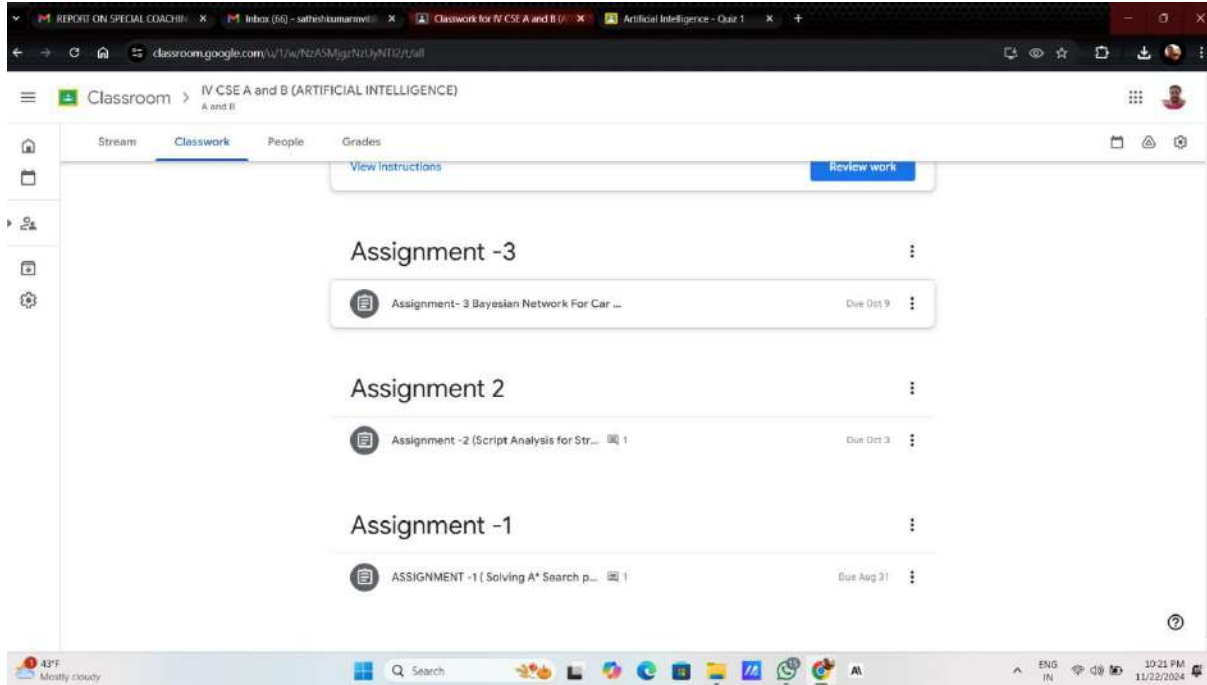 REPORT ON SPECIAL COACHIN
Inbox (66) - sathishkumarmvit
Classwork for IV CSE A and B (
Artificial Intelligence - Quiz 1
classroom.google.com/u/1/w/NzA5MjgzNzUyNTI2/t/all
Classroom > IV CSE A and B (ARTIFICIAL INTELLIGENCE)
A and B
Stream Classwork People Grades
View instructions Review work
Assignment -3
Assignment- 3 Bayesian Network For Car ... Due Oct 9
Assignment 2
Assignment -2 (Script Analysis for Str... 1 Due Oct 3
Assignment -1
ASSIGNMENT -1 ( Solving A* Search p... 1 Due Aug 31
43°F
Mostly cloudy
Search
ENG
IN
10:21 PM
11/22/2024